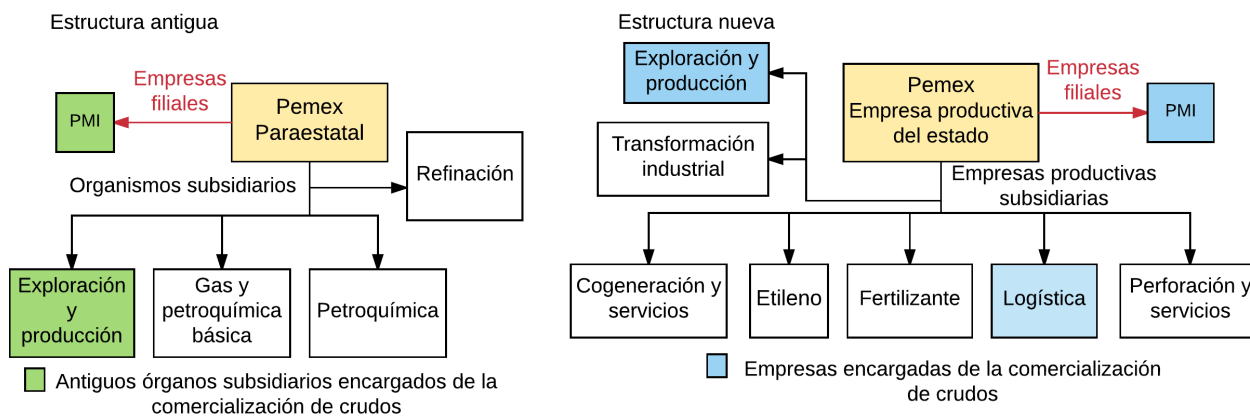 Estructura antigua
Empresas
filiales
PMI
Pemex
Paraestatal
Organismos subsidiarios
Refinación
Exploración
y
producción
Gas y
petroquímica
básica
Petroquímica
Antiguos órganos subsidiarios encargados de la
comercialización de crudos
Estructura nueva
Exploración y
producción
Pemex
Empresa productiva
del estado
Empresas
filiales
PMI
Transformación
industrial
Empresas productivas
subsidiarias
Cogeneración y
servicios
Etileno
Fertilizante
Logística
Perforación y
servicios
Empresas encargadas de la comercialización
de crudos